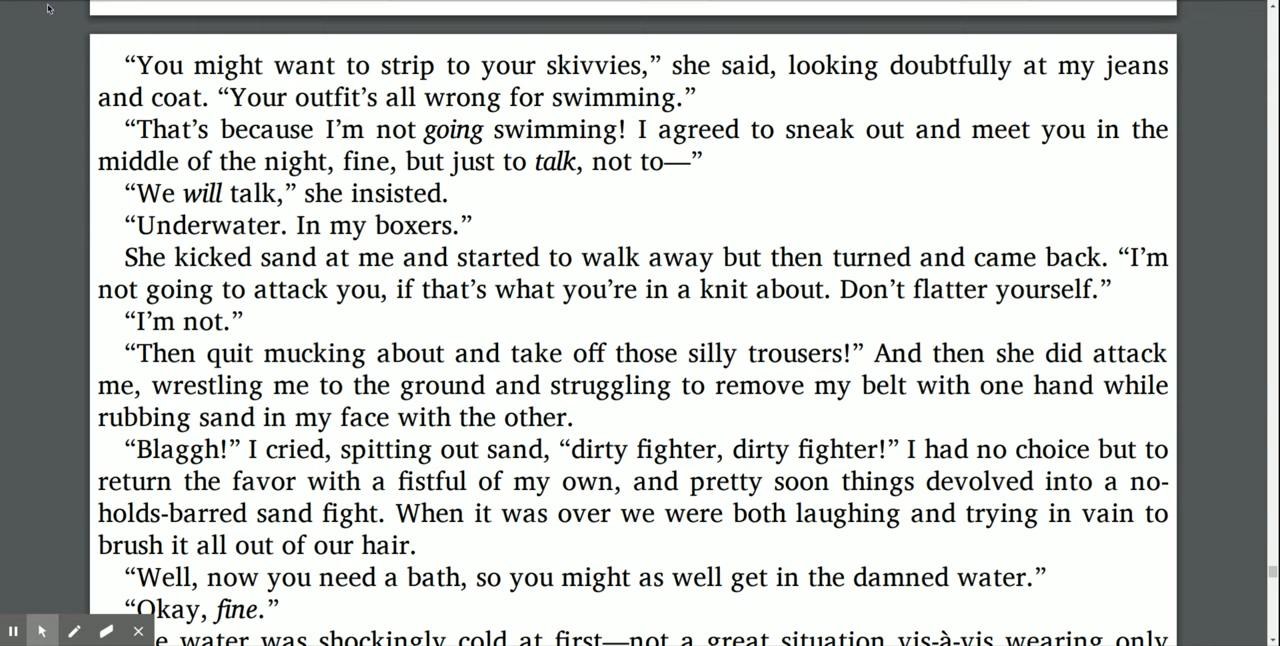 “You might want to strip to your skivvies,” she said, looking doubtfully at my jeans
and coat. “Your outfit’s all wrong for swimming.”
“That’s because I’m not going swimming! I agreed to sneak out and meet you in the
middle of the night, fine, but just to talk, not to—”
“We will talk,” she insisted.
“Underwater. In my boxers.”
She kicked sand at me and started to walk away but then turned and came back. “I’m
not going to attack you, if that’s what you’re in a knit about. Don’t flatter yourself.”
“I’m not.”
“Then quit mucking about and take off those silly trousers!” And then she did attack
me, wrestling me to the ground and struggling to remove my belt with one hand while
rubbing sand in my face with the other.
“Blaggh!” I cried, spitting out sand, “dirty fighter, dirty fighter!” I had no choice but to
return the favor with a fistful of my own, and pretty soon things devolved into a no-
holds-barred sand fight. When it was over we were both laughing and trying in vain to
brush it all out of our hair.
“Well, now you need a bath, so you might as well get in the damned water.”
“Okay, fine.”
water was shockingly cold at first—not a great situation vis-à-vis wearing only